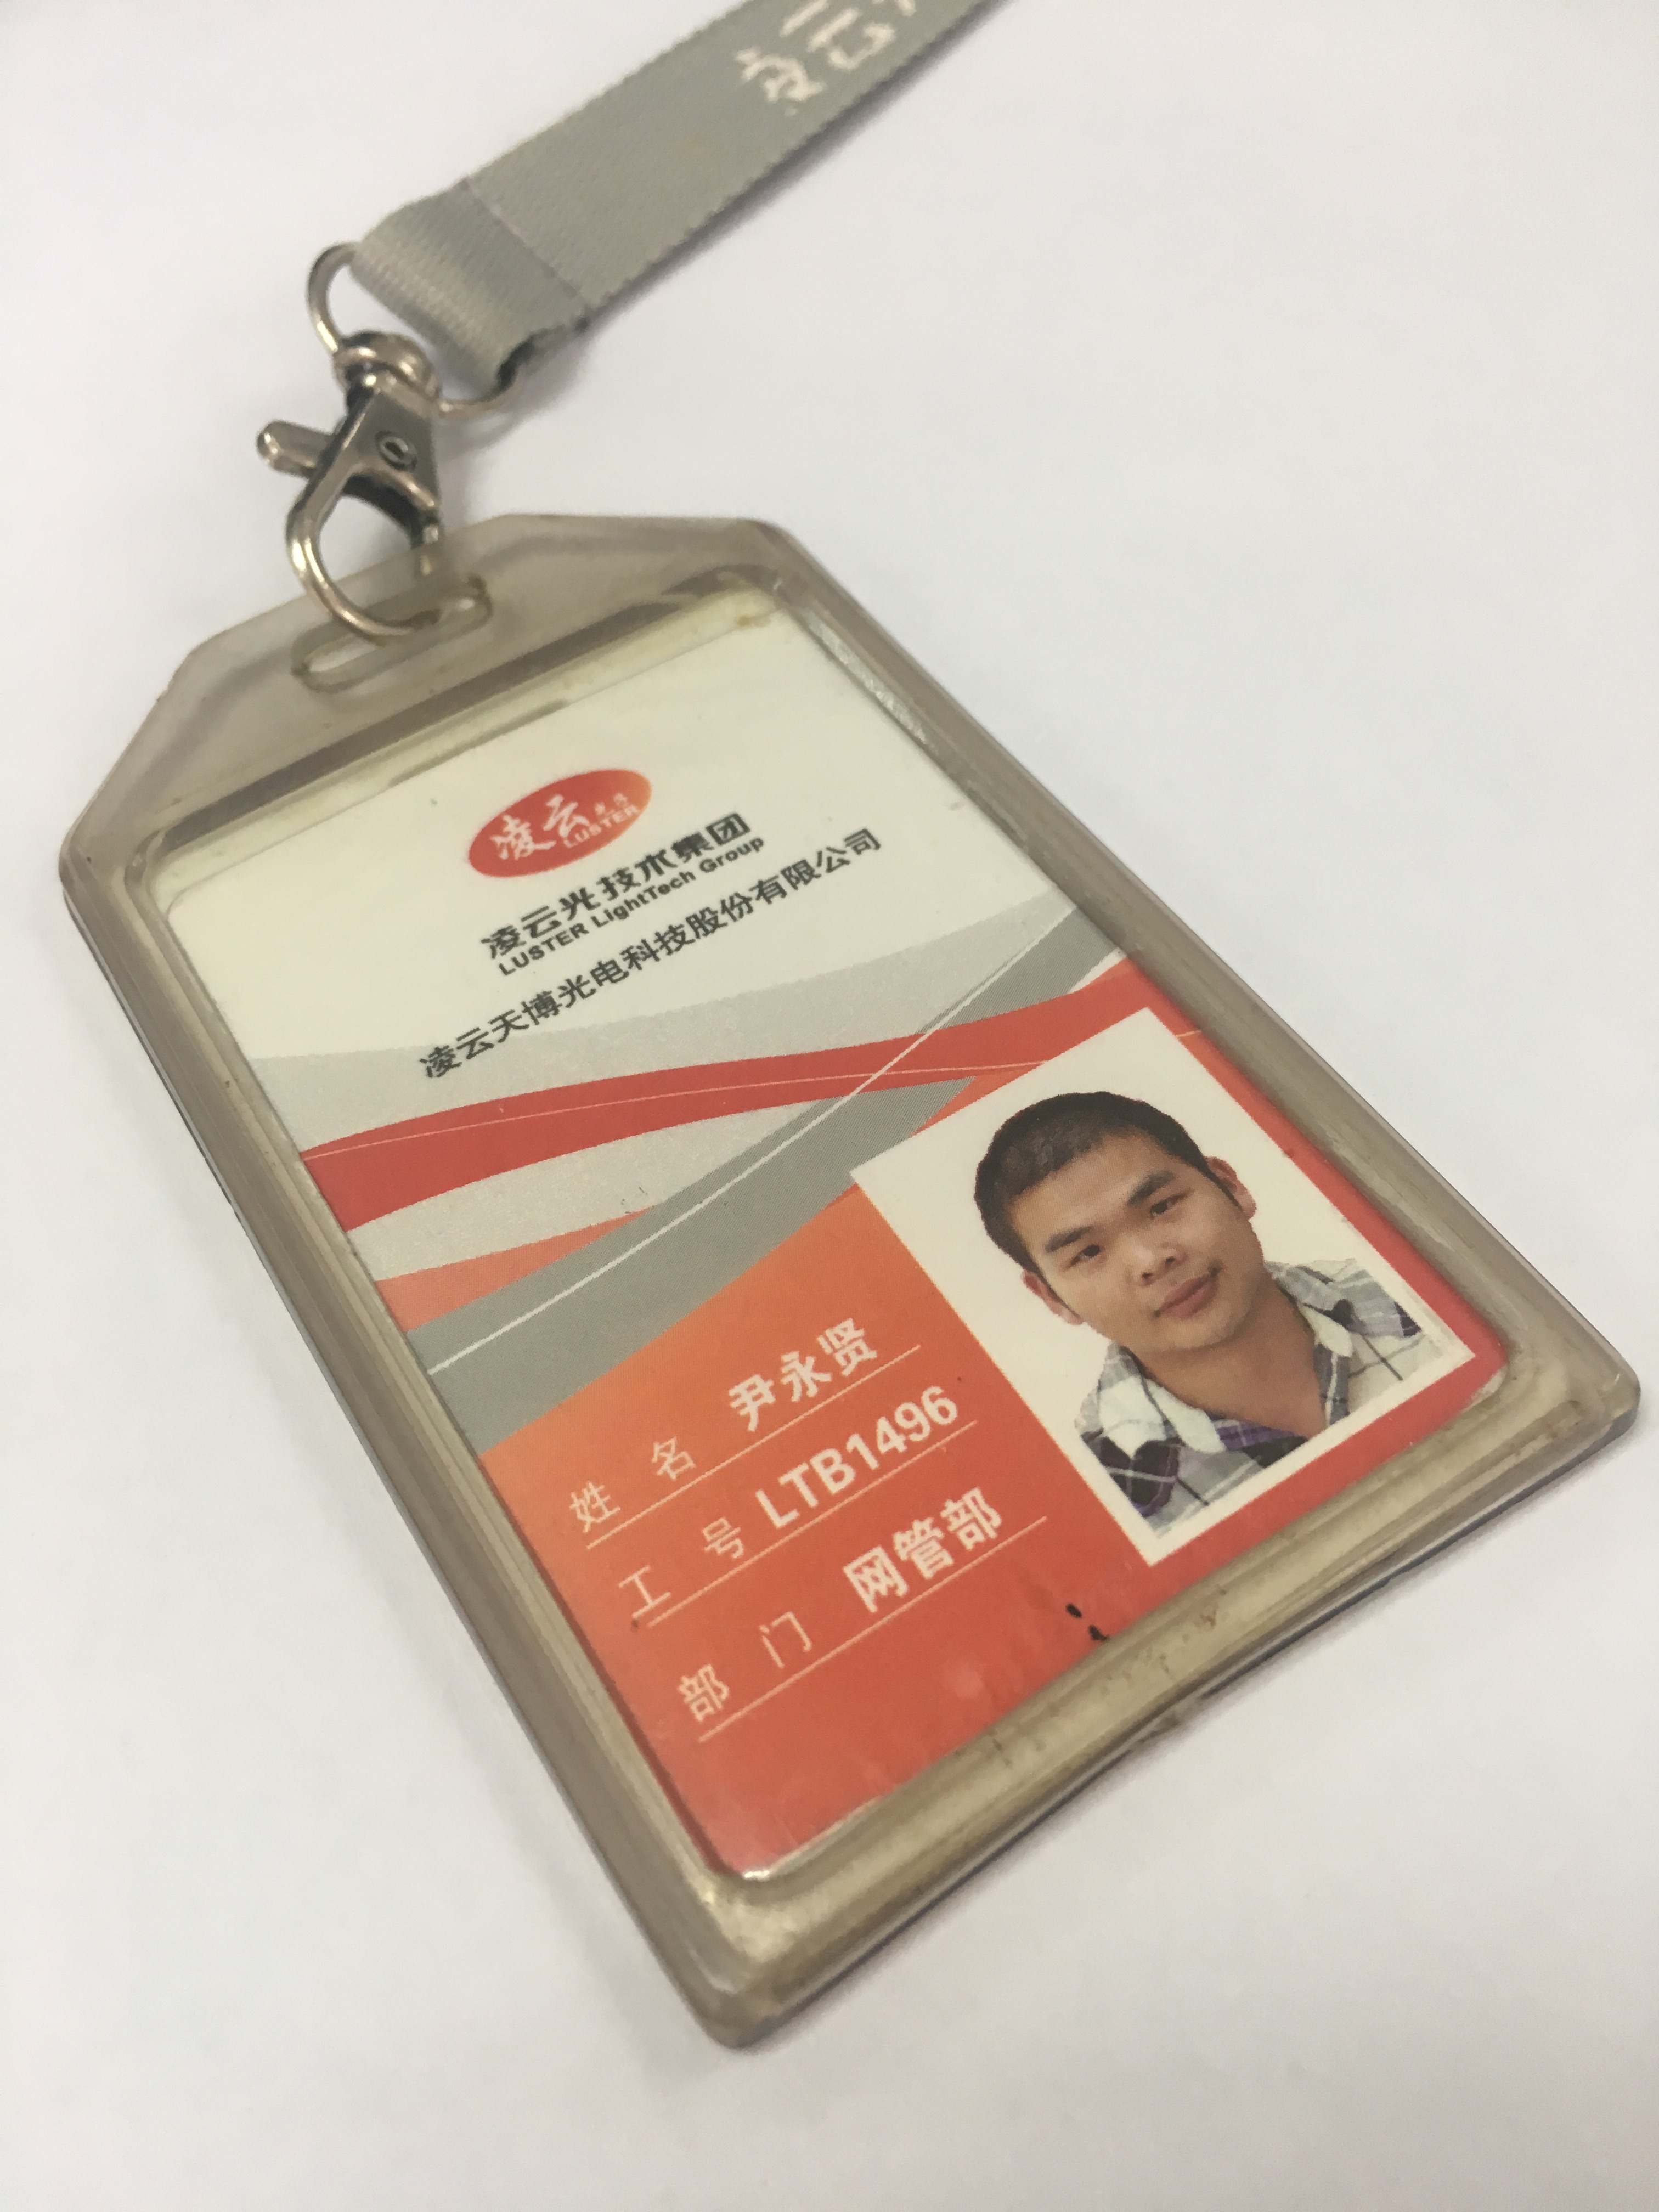 凌云
凌云光子
LUSTER
凌云光技术集团
LUSTER LightTech Group
凌云天博光电科技股份有限公司
姓 名 尹永贤
工 号 LTB1496
部 门 网管部